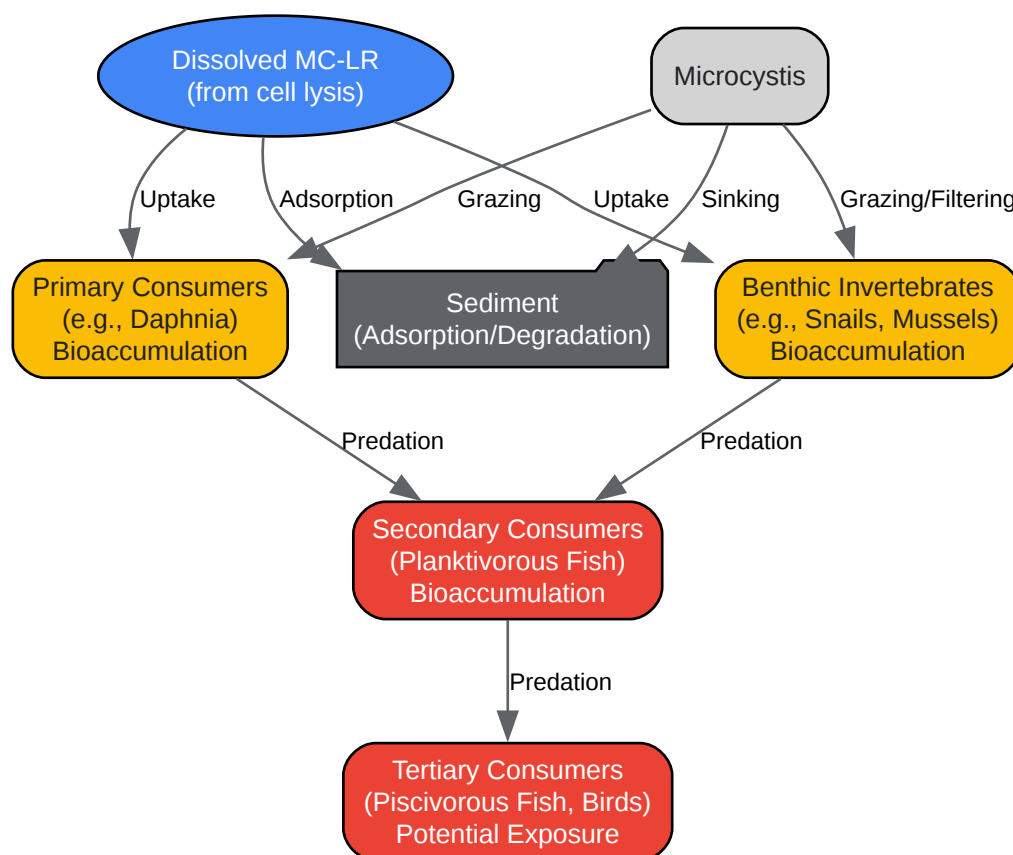 Dissolved MC-LR
(from cell lysis)
Microcystis
Uptake
Adsorption
Grazing
Uptake
Sinking
Grazing/Filtering
Primary Consumers
(e.g., Daphnia)
Bioaccumulation
Sediment
(Adsorption/Degradation)
Benthic Invertebrates
(e.g., Snails, Mussels)
Bioaccumulation
Predation
Predation
Secondary Consumers
(Planktivorous Fish)
Bioaccumulation
Predation
Tertiary Consumers
(Piscivorous Fish, Birds)
Potential Exposure